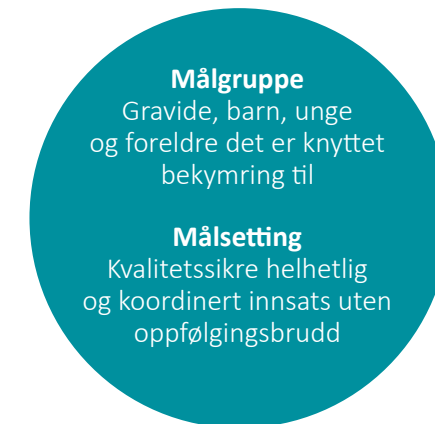 Målgruppe
Gravide, barn, unge
og foreldre det er knyttet
bekymring til
Målsetting
Kvalitetssikre helhetlig
og koordinert innsats uten
oppfølgingsbrudd